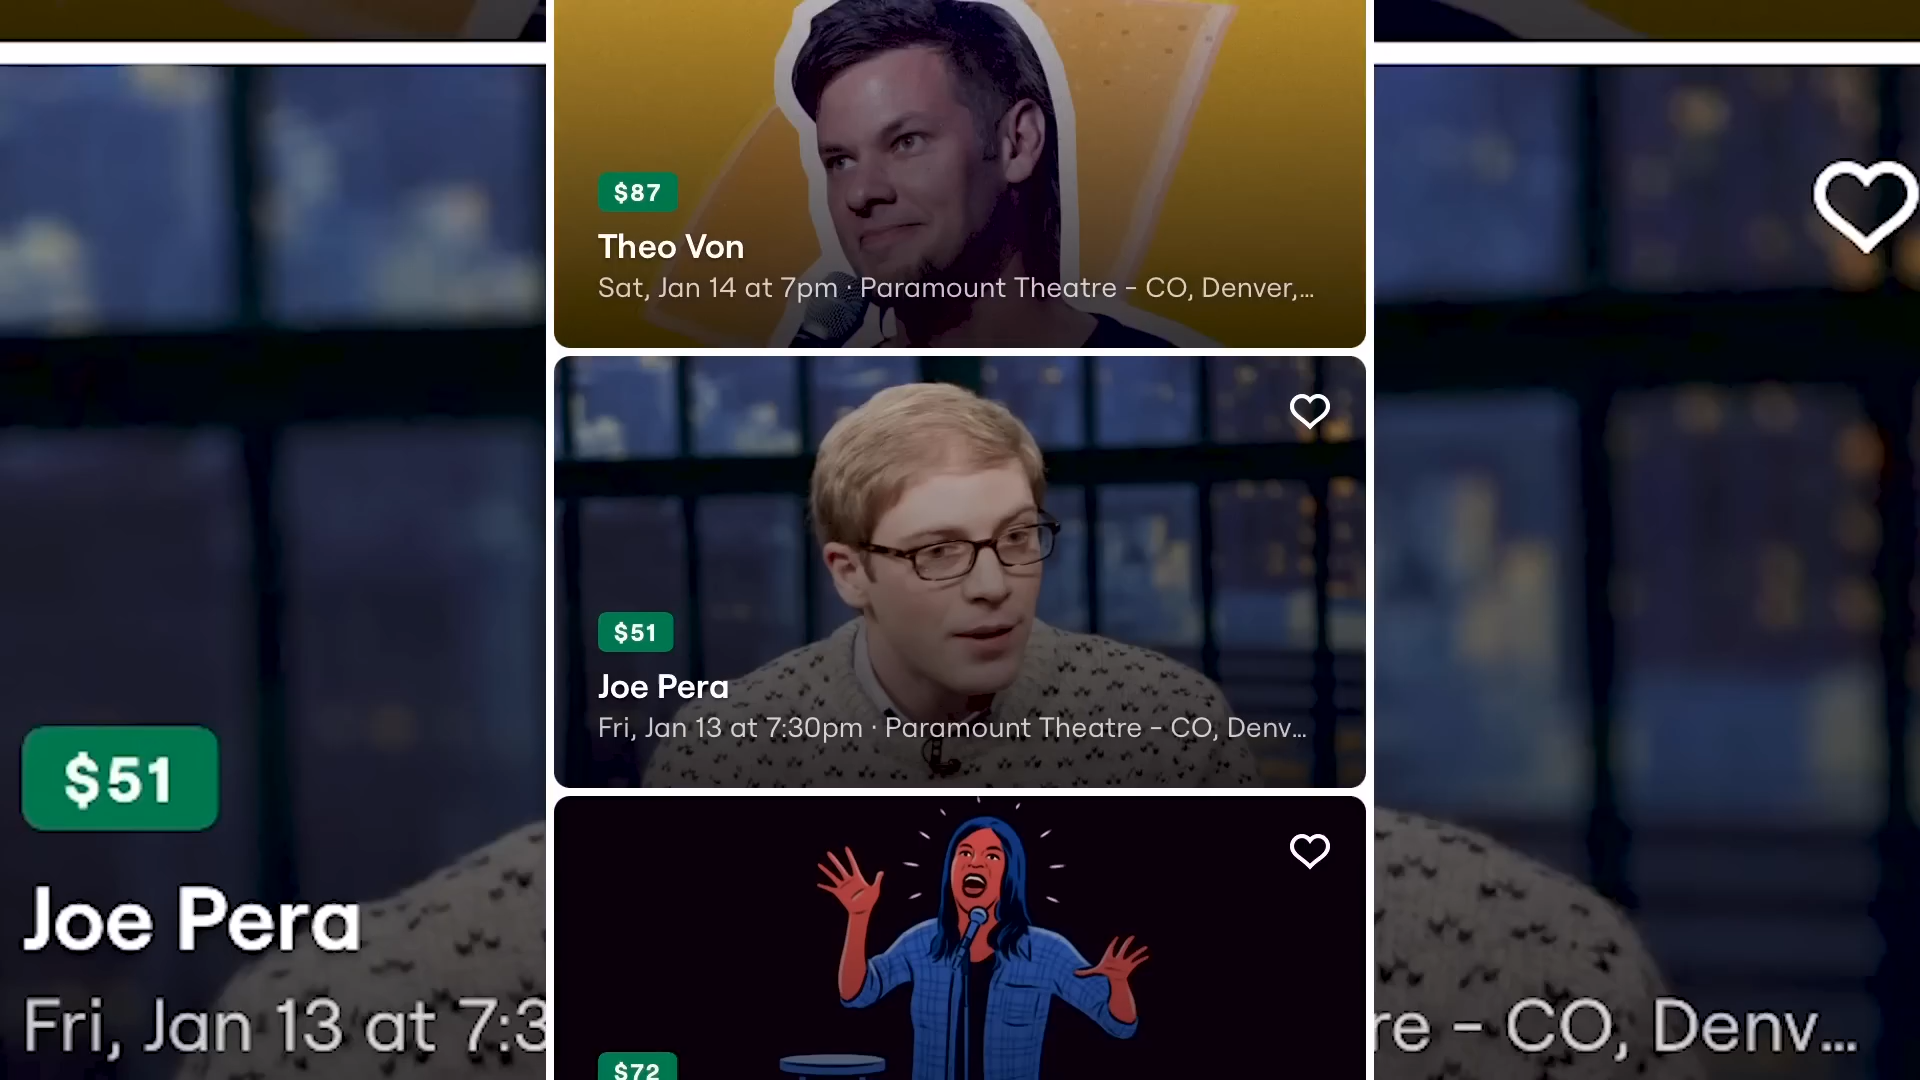 $87
Theo Von
Sat, Jan 14 at 7pm · Paramount Theatre - CO, Denver,...
$51
Joe Pera
Fri, Jan 13 at 7:30pm · Paramount Theatre - CO, Denv...
$72
$51
Joe Pera
Fri, Jan 13 at 7:3
re - CO, Denv...